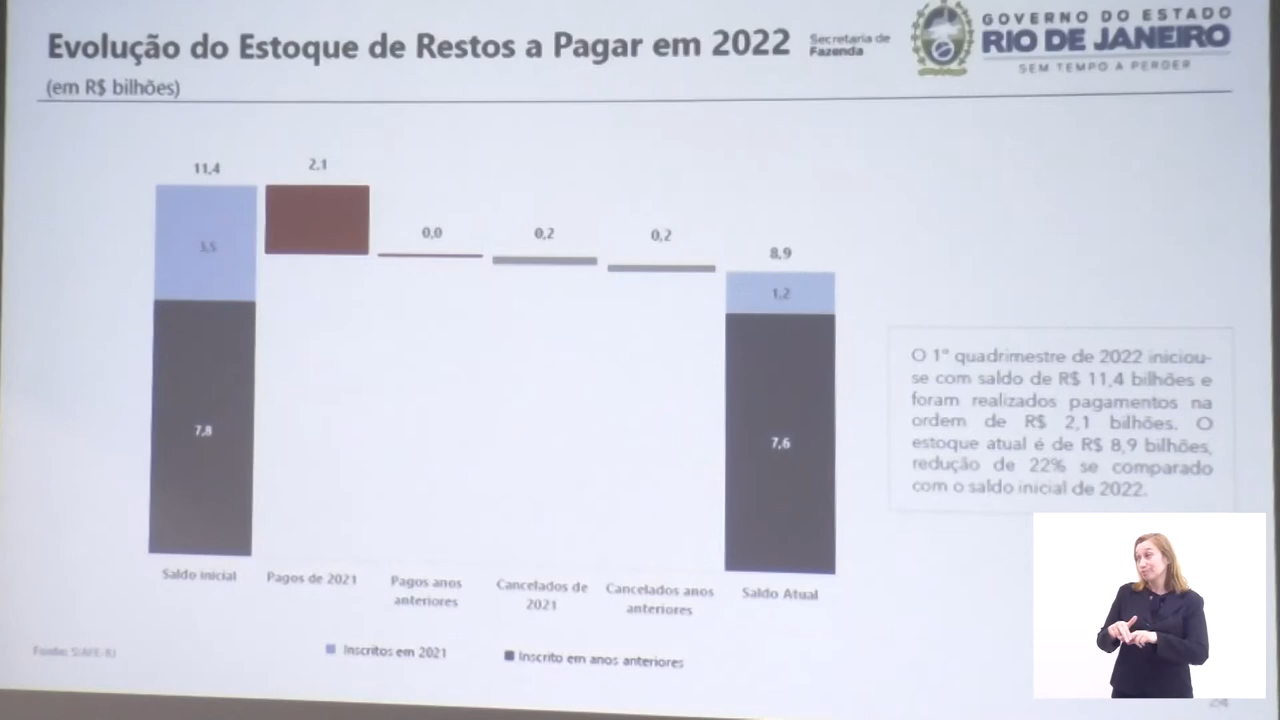 Evolução do Estoque de Restos a Pagar em 2022
Secretaria de
Fazenda
GOVERNO DO ESTADO
RIO DE JANEIRO
SEM TEMPO A PERDER
(em R$ bilhões)
11,4
2,1
0,0
0,2
0,2
8,9
3,5
1,2
7,8
7,6
O 1º quadrimestre de 2022 iniciou-
se com saldo de R$ 11,4 bilhões e
foram realizados pagamentos na
ordem de R$ 2,1 bilhões. O
estoque atual é de R$ 8,9 bilhões,
redução de 22% se comparado
com o saldo inicial de 2022.
Saldo inicial
Pagos de 2021
Pagos anos
anteriores
Cancelados de
2021
Cancelados anos
anteriores
Saldo Atual
Fonte: SIAFE-RJ
Inscritos em 2021
Inscrito em anos anteriores
24